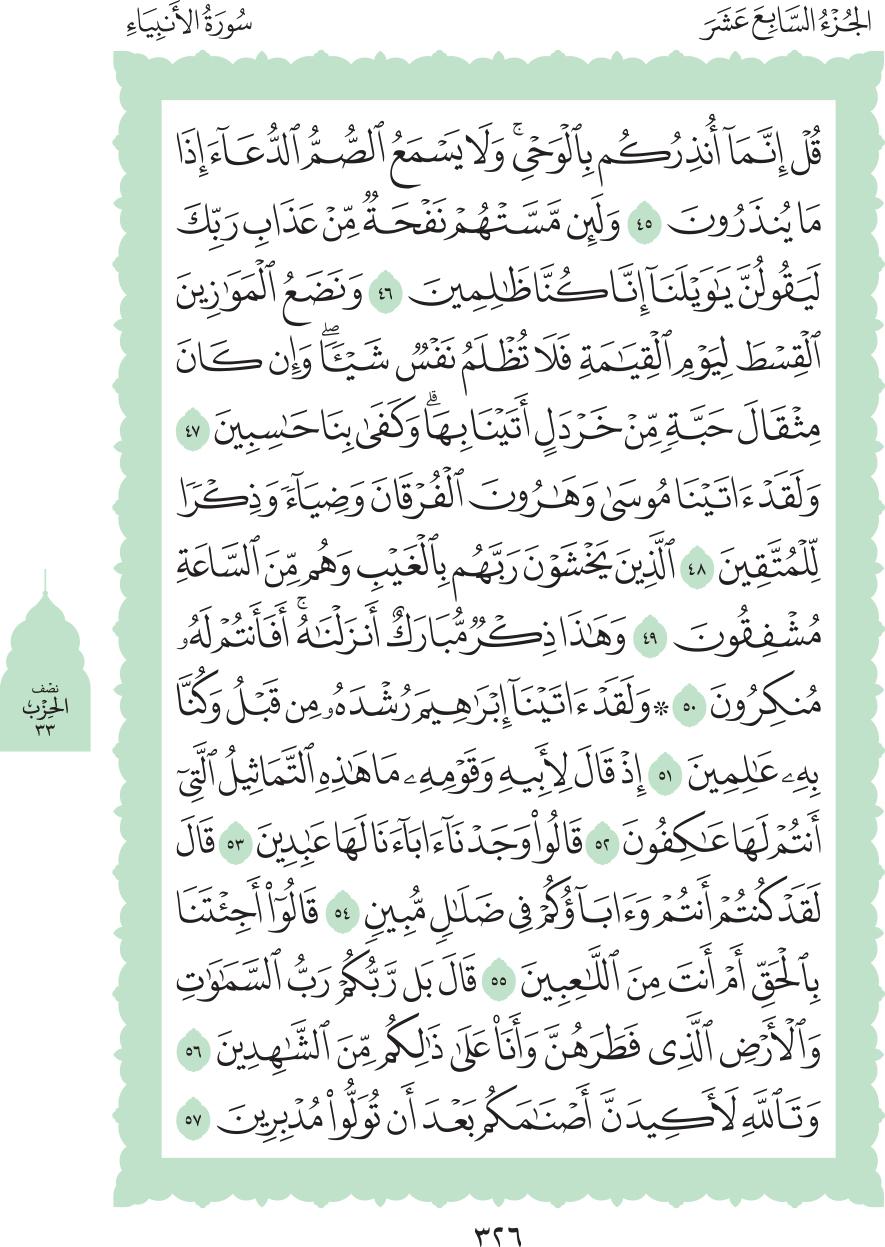 الجُزْءُ السَّابِعَ عَشَرَ
سُورَةُ الأَنبِيَاءِ
قُلۡ إِنَّمَآ أُنذِرُكُم بِٱلۡوَحۡيِۚ وَلَا يَسۡمَعُ ٱلصُّمُّ ٱلدُّعَآءَ إِذَا
مَا يُنذَرُونَ ٤٥ وَلَئِن مَّسَّتۡهُمۡ نَفۡحَةٞ مِّنۡ عَذَابِ رَبِّكَ
لَيَقُولُنَّ يَٰوَيۡلَنَآ إِنَّا كُنَّا ظَٰلِمِينَ ٤٦ وَنَضَعُ ٱلۡمَوَٰزِينَ
ٱلۡقِسۡطَ لِيَوۡمِ ٱلۡقِيَٰمَةِ فَلَا تُظۡلَمُ نَفۡسٞ شَيۡـٔٗاۖ وَإِن كَانَ
مِثۡقَالَ حَبَّةٖ مِّنۡ خَرۡدَلٍ أَتَيۡنَا بِهَاۗ وَكَفَىٰ بِنَا حَٰسِبِينَ ٤٧
وَلَقَدۡ ءَاتَيۡنَا مُوسَىٰ وَهَٰرُونَ ٱلۡفُرۡقَانَ وَضِيَآءٗ وَذِكۡرٗا
لِّلۡمُتَّقِينَ ٤٨ ٱلَّذِينَ يَخۡشَوۡنَ رَبَّهُم بِٱلۡغَيۡبِ وَهُم مِّنَ ٱلسَّاعَةِ
مُشۡفِقُونَ ٤٩ وَهَٰذَا ذِكۡرٞ مُّبَارَكٌ أَنزَلۡنَٰهُۚ أَفَأَنتُمۡ لَهُۥ
مُنكِرُونَ ٥٠ ۞ وَلَقَدۡ ءَاتَيۡنَآ إِبۡرَٰهِيمَ رُشۡدَهُۥ مِن قَبۡلُ وَكُنَّا
بِهِۦ عَٰلِمِينَ ٥١ إِذۡ قَالَ لِأَبِيهِ وَقَوۡمِهِۦ مَا هَٰذِهِ ٱلتَّمَاثِيلُ ٱلَّتِيٓ
أَنتُمۡ لَهَا عَٰكِفُونَ ٥٢ قَالُواْ وَجَدۡنَآ ءَابَآءَنَا لَهَا عَٰبِدِينَ ٥٣ قَالَ
لَقَدۡ كُنتُمۡ أَنتُمۡ وَءَابَآؤُكُمۡ فِي ضَلَٰلٖ مُّبِينٖ ٥٤ قَالُوٓاْ أَجِئۡتَنَا
بِٱلۡحَقِّ أَمۡ أَنتَ مِنَ ٱللَّٰعِبِينَ ٥٥ قَالَ بَل رَّبُّكُمۡ رَبُّ ٱلسَّمَٰوَٰتِ
وَٱلۡأَرۡضِ ٱلَّذِي فَطَرَهُنَّ وَأَنَا۠ عَلَىٰ ذَٰلِكُم مِّنَ ٱلشَّٰهِدِينَ ٥٦
وَتَٱللَّهِ لَأَكِيدَنَّ أَصۡنَٰمَكُم بَعۡدَ أَن تُوَلُّواْ مُدۡبِرِينَ ٥٧
نصْف
الحِزْبْ
٣٣
٣٢٦